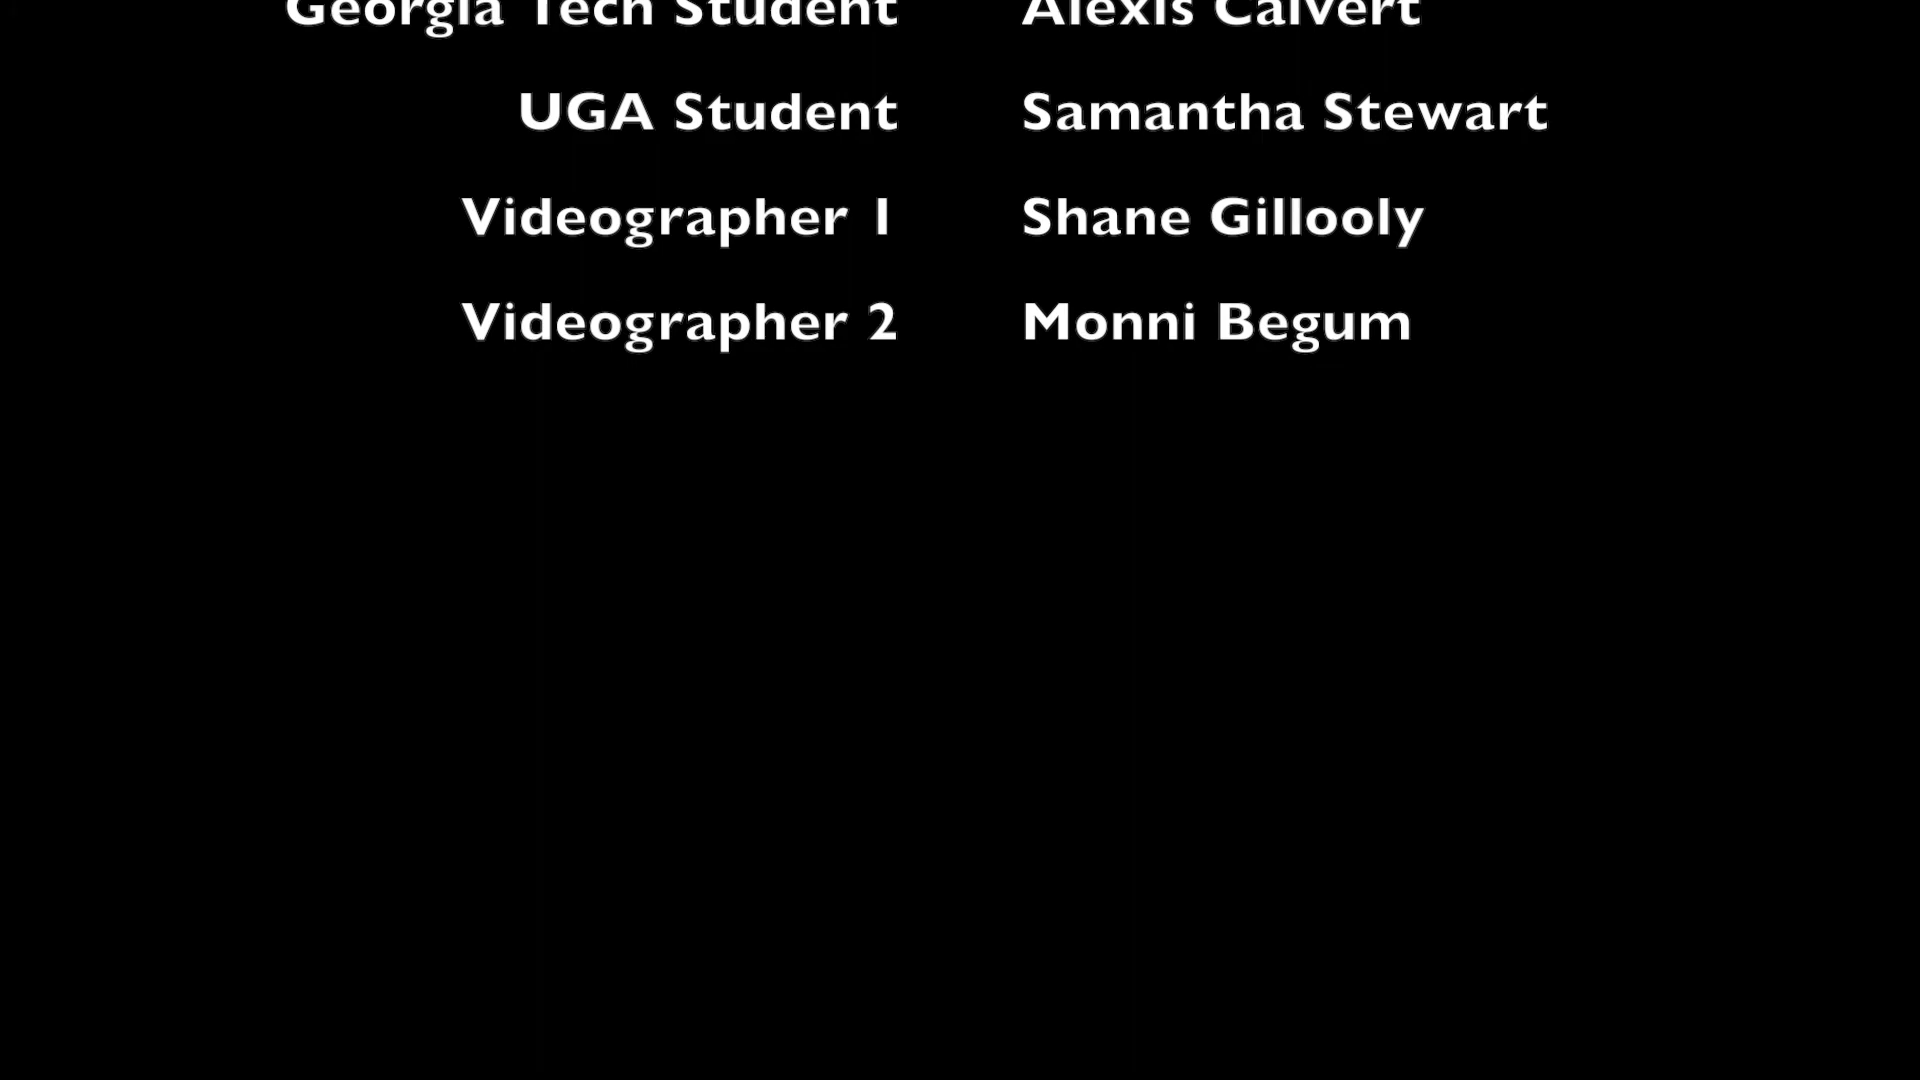 Georgia Tech Student Alexis Calvert
UGA Student Samantha Stewart
Videographer 1 Shane Gillooly
Videographer 2 Monni Begum